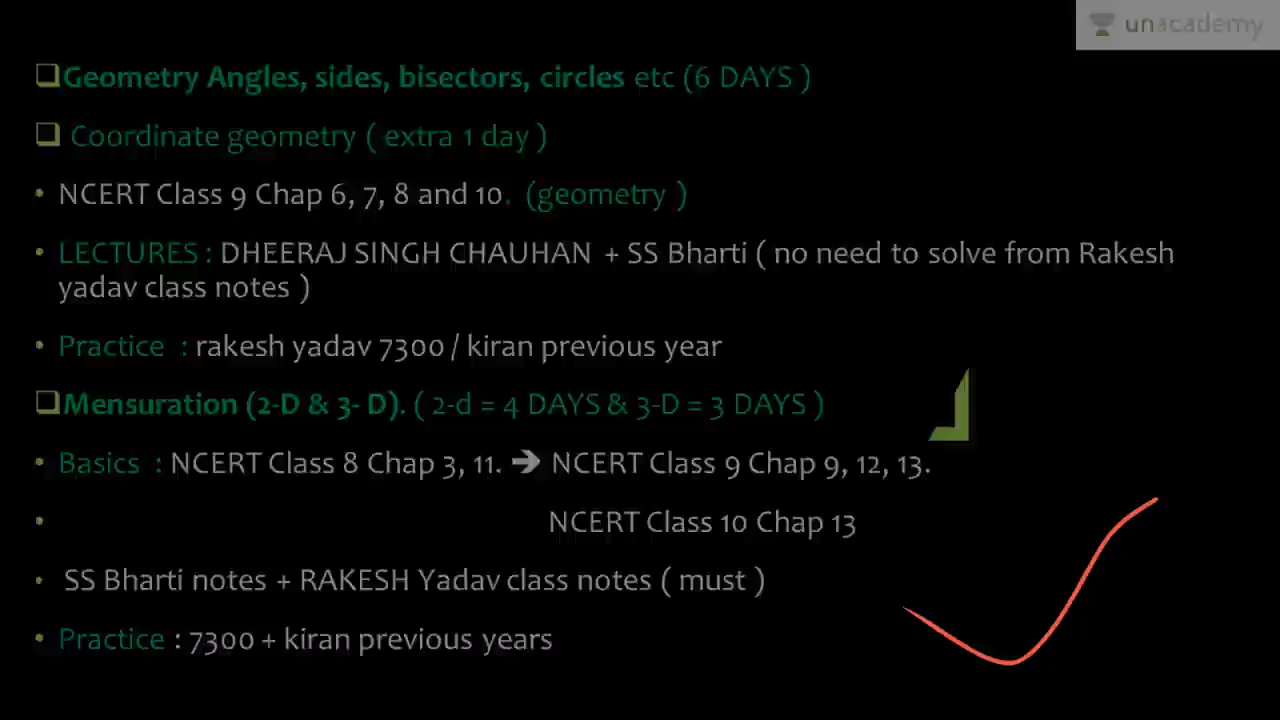 unacademy
❑Geometry Angles, sides, bisectors, circles etc (6 DAYS )
❑ Coordinate geometry ( extra 1 day )
• NCERT Class 9 Chap 6, 7, 8 and 10. (geometry )
• LECTURES : DHEERAJ SINGH CHAUHAN + SS Bharti ( no need to solve from Rakesh
yadav class notes )
• Practice : rakesh yadav 7300 / kiran previous year
❑Mensuration (2-D & 3- D). ( 2-d = 4 DAYS & 3-D = 3 DAYS )
• Basics : NCERT Class 8 Chap 3, 11. ➔ NCERT Class 9 Chap 9, 12, 13.
• NCERT Class 10 Chap 13
• SS Bharti notes + RAKESH Yadav class notes ( must )
• Practice : 7300 + kiran previous years